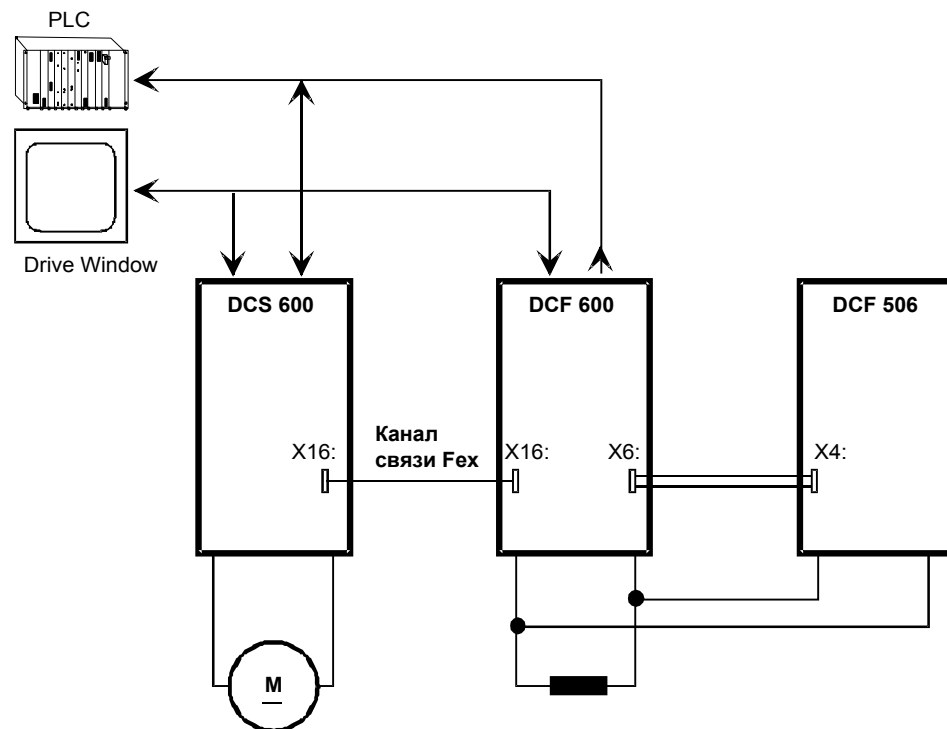 PLC
Drive Window
DCS 600
DCF 600
DCF 506
Канал
связи Fex
X16:
X16:
X6:
X4:
M